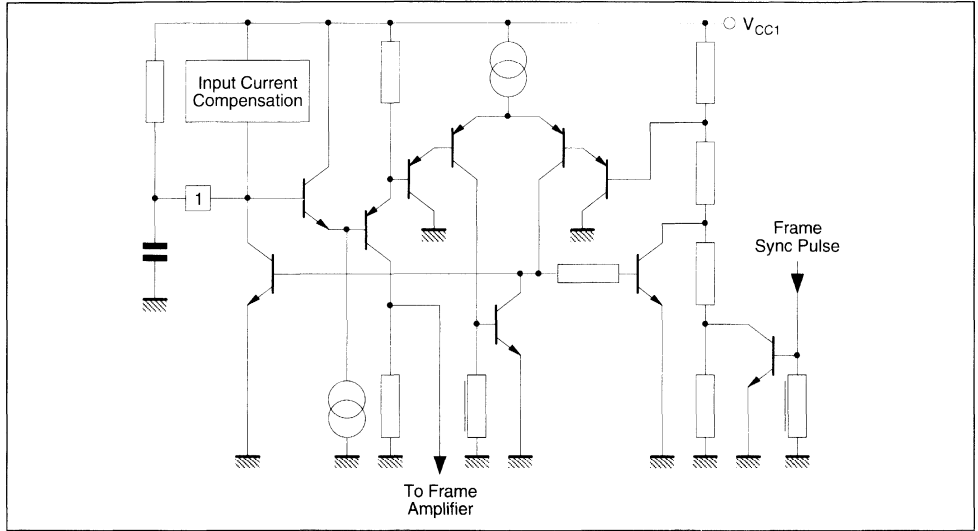 V_CC1
Input Current
Compensation
1
Frame
Sync Pulse
To Frame
Amplifier